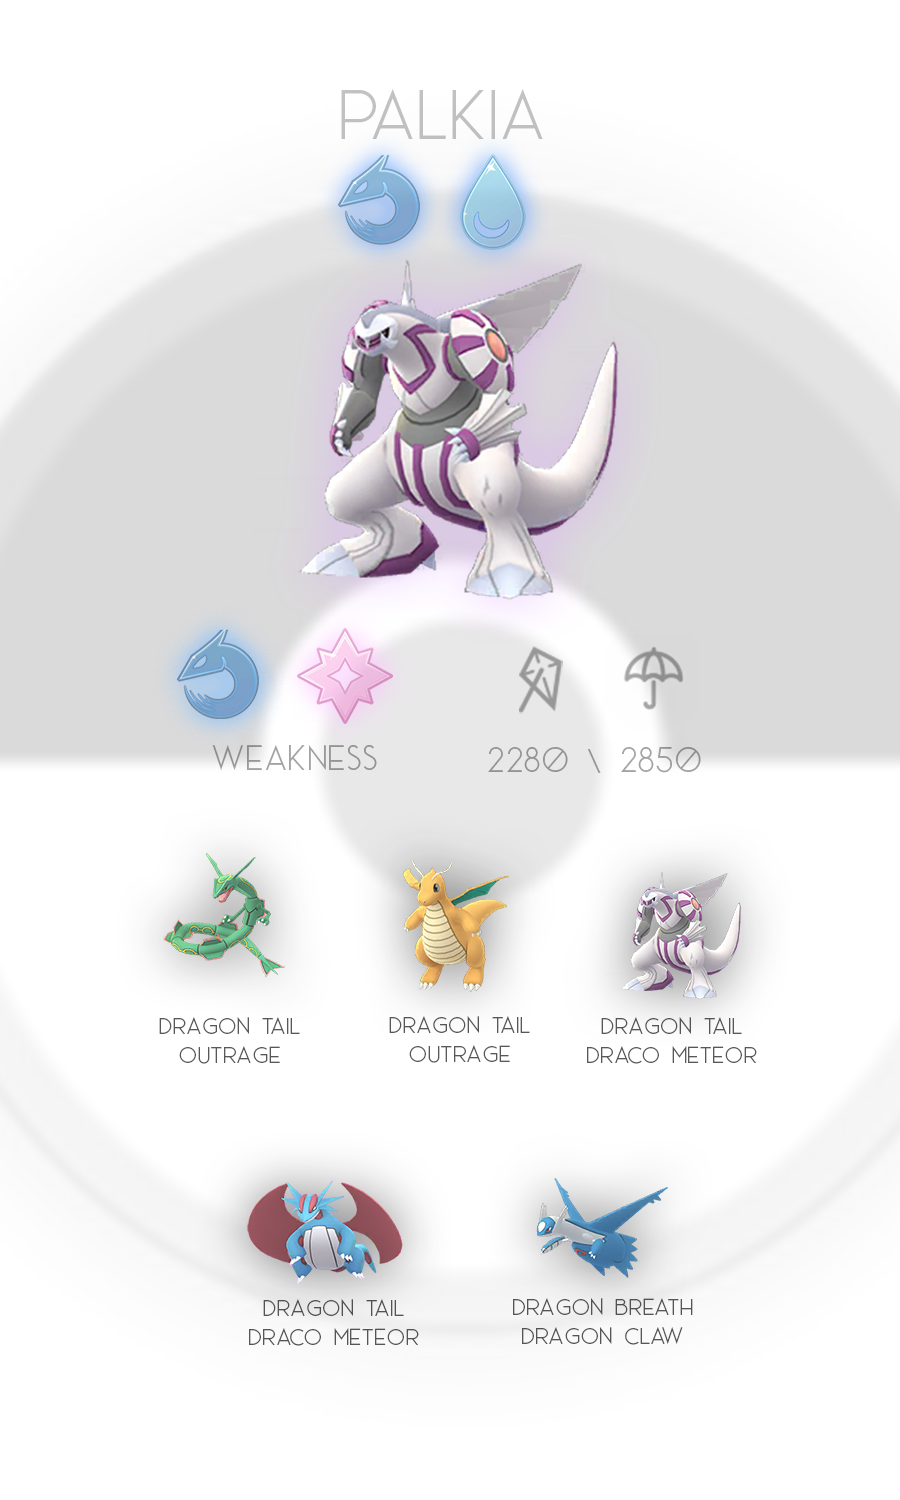 PALKIA
WEAKNESS
2280 \ 2850
DRAGON TAIL
OUTRAGE
DRAGON TAIL
OUTRAGE
DRAGON TAIL
DRACO METEOR
DRAGON TAIL
DRACO METEOR
DRAGON BREATH
DRAGON CLAW